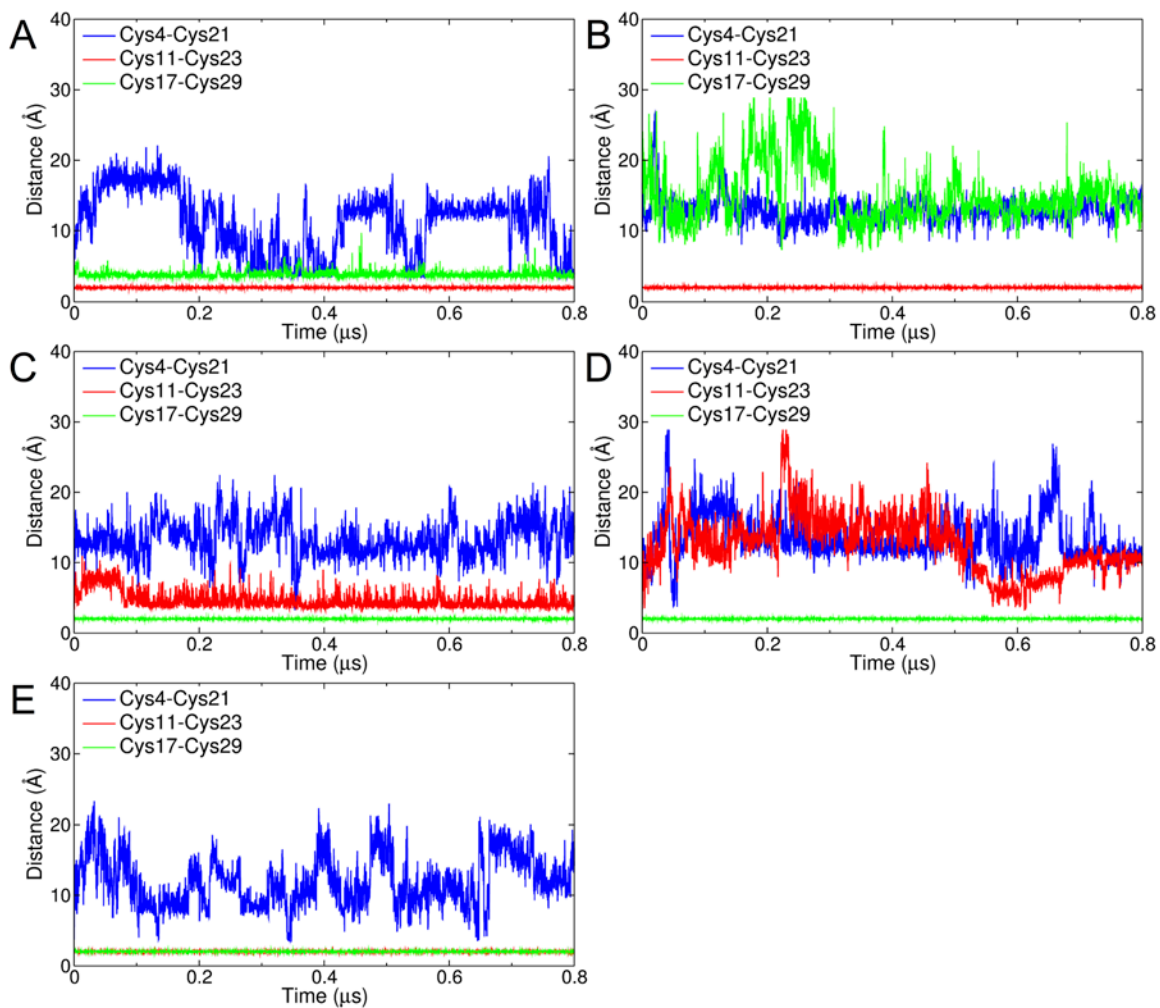 A
Cys4-Cys21
Cys11-Cys23
Cys17-Cys29
Distance (Å)
40
30
20
10
0
0 0.2 0.4 0.6 0.8
Time (μs)
B
Cys4-Cys21
Cys11-Cys23
Cys17-Cys29
Distance (Å)
40
30
20
10
0
0 0.2 0.4 0.6 0.8
Time (μs)
C
Cys4-Cys21
Cys11-Cys23
Cys17-Cys29
Distance (Å)
40
30
20
10
0
0 0.2 0.4 0.6 0.8
Time (μs)
D
Cys4-Cys21
Cys11-Cys23
Cys17-Cys29
Distance (Å)
40
30
20
10
0
0 0.2 0.4 0.6 0.8
Time (μs)
E
Cys4-Cys21
Cys11-Cys23
Cys17-Cys29
Distance (Å)
40
30
20
10
0
0 0.2 0.4 0.6 0.8
Time (μs)